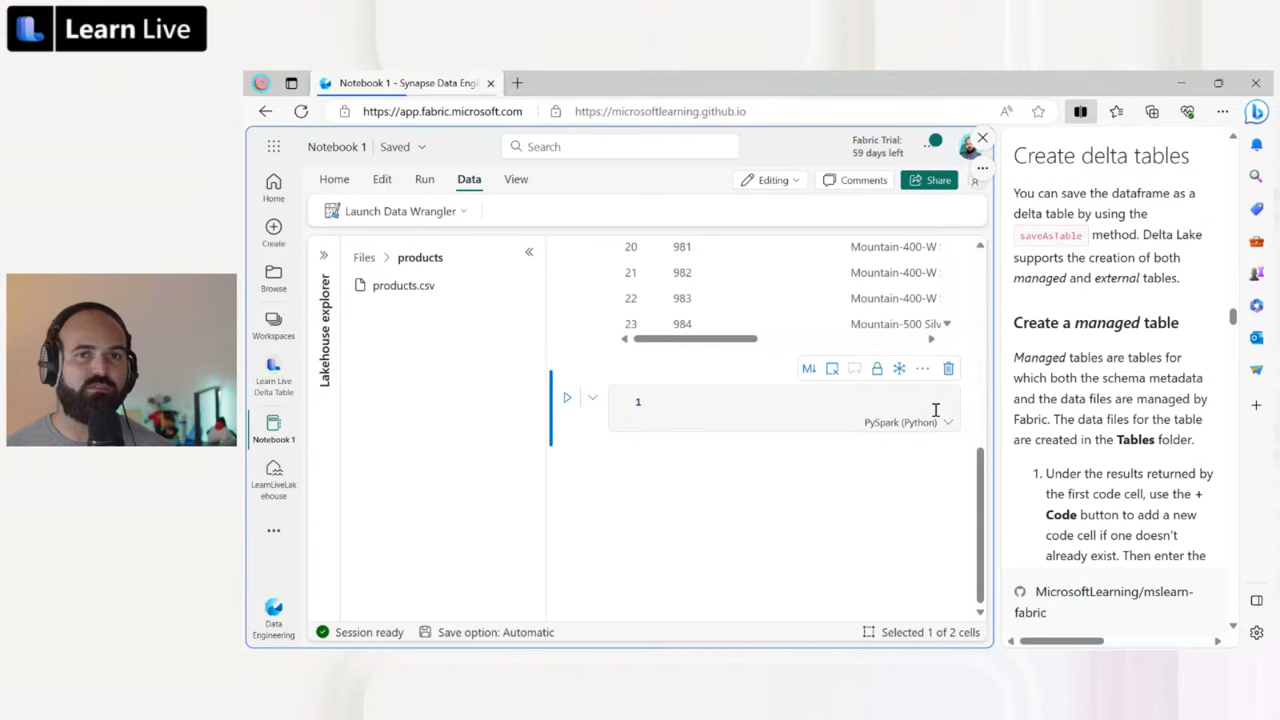 Learn Live
Notebook 1 - Synapse Data Engi
https://app.fabric.microsoft.com
https://microsoftlearning.github.io
Notebook 1
Saved
Search
Fabric Trial:
59 days left
Home
Edit
Run
Data
View
Editing
Comments
Share
Launch Data Wrangler
Home
Create
Browse
Workspaces
Learn Live
Delta Table
Notebook 1
LearnLiveLak
ehouse
Data
Engineering
Lakehouse explorer
Files
products
products.csv
20 981 Mountain-400-W
21 982 Mountain-400-W
22 983 Mountain-400-W
23 984 Mountain-500 Silv
M↓
1
PySpark (Python)
Session ready
Save option: Automatic
Selected 1 of 2 cells
Create delta tables
You can save the dataframe as a
delta table by using the
saveAsTable method. Delta Lake
supports the creation of both
managed and external tables.
Create a managed table
Managed tables are tables for
which both the schema metadata
and the data files are managed by
Fabric. The data files for the table
are created in the Tables folder.
1. Under the results returned by
the first code cell, use the +
Code button to add a new
code cell if one doesn't
already exist. Then enter the
MicrosoftLearning/mslearn-
fabric